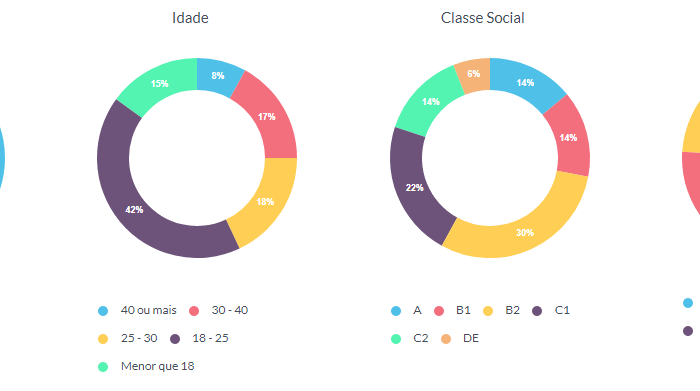 Idade
8%
17%
18%
42%
15%
40 ou mais
30 - 40
25 - 30
18 - 25
Menor que 18
Classe Social
14%
14%
30%
22%
14%
6%
A
B1
B2
C1
C2
DE